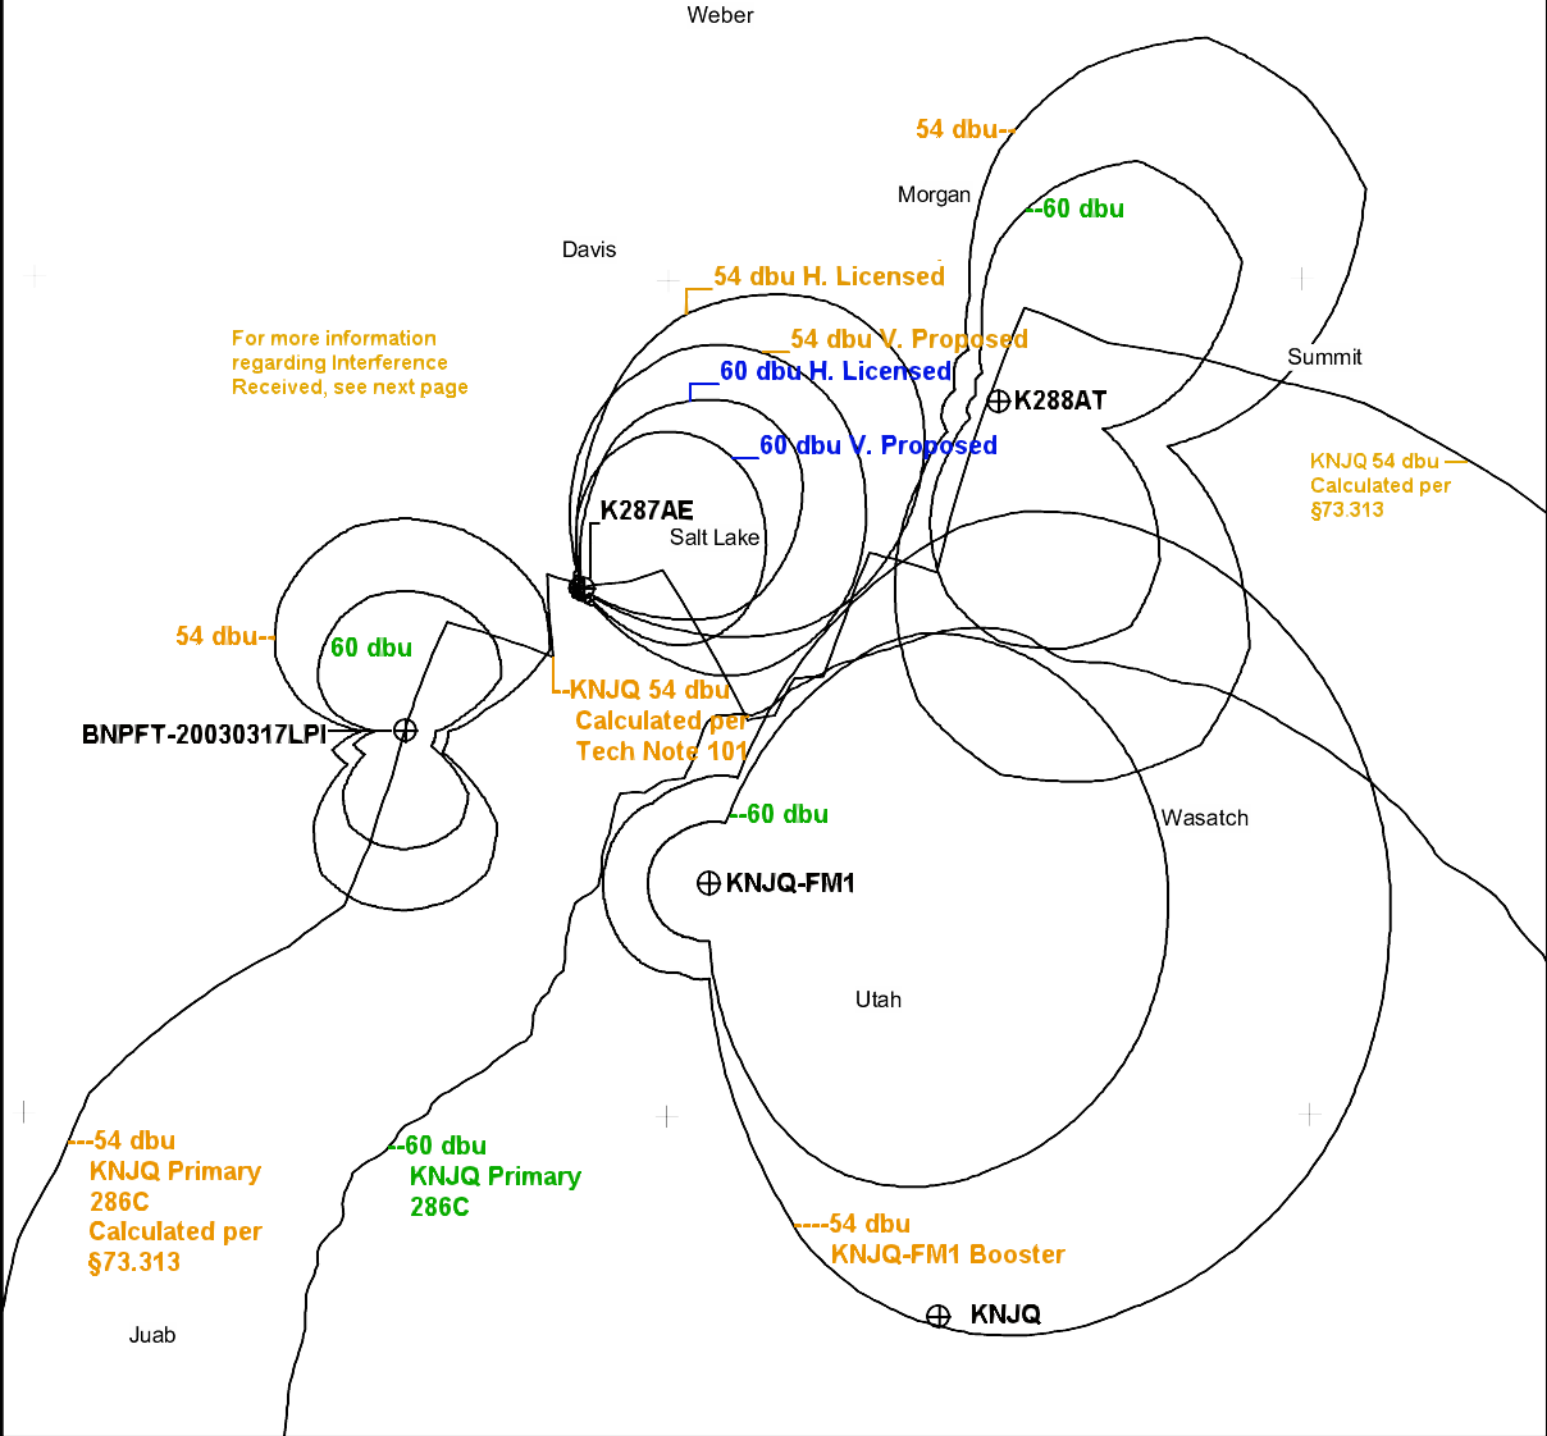 Weber
54 dbu--
Morgan
--60 dbu
Davis
54 dbu H. Licensed
For more information
regarding Interference
Received, see next page
54 dbu V. Proposed
60 dbu H. Licensed
Summit
K288AT
60 dbu V. Proposed
KNJQ 54 dbu
Calculated per
§73.313
K287AE
Salt Lake
54 dbu--
60 dbu
--KNJQ 54 dbu
Calculated per
Tech Note 101
BNPFT-20030317LPI
--60 dbu
Wasatch
KNJQ-FM1
Utah
---54 dbu
KNJQ Primary
286C
Calculated per
§73.313
--60 dbu
KNJQ Primary
286C
----54 dbu
KNJQ-FM1 Booster
KNJQ
Juab